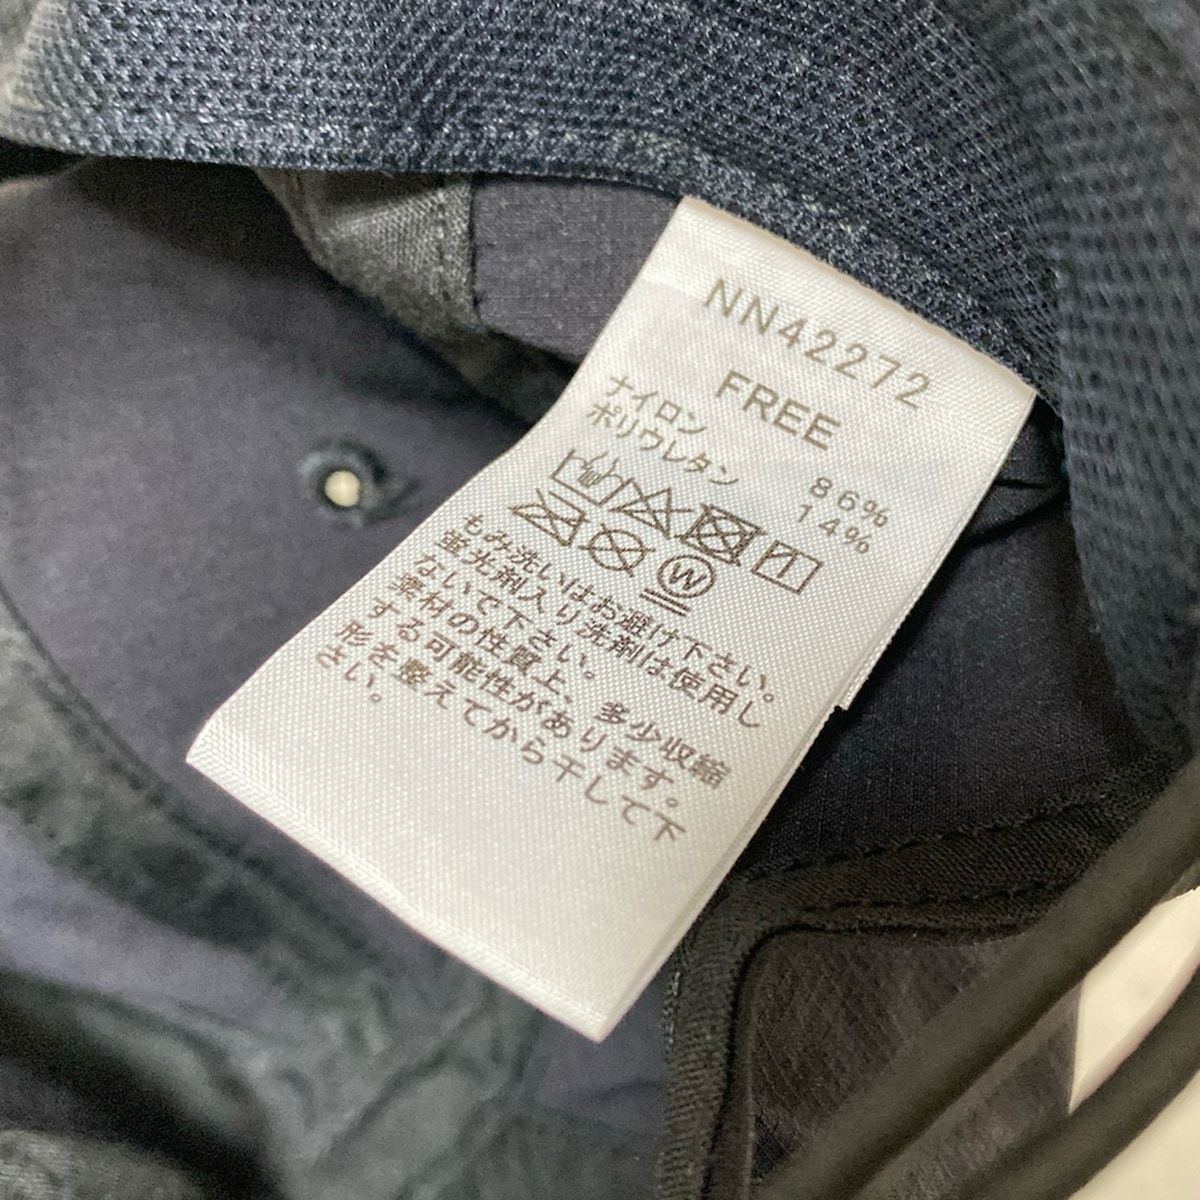 NN42272
FREE
ナイロン 86%
ポリウレタン 14%
W
もみ洗いはお避け下さい。
蛍光剤入り洗剤は使用し
ないで下さい。
素材の性質上、多少収縮
する可能性があります。
形を整えてから干して下
さい。